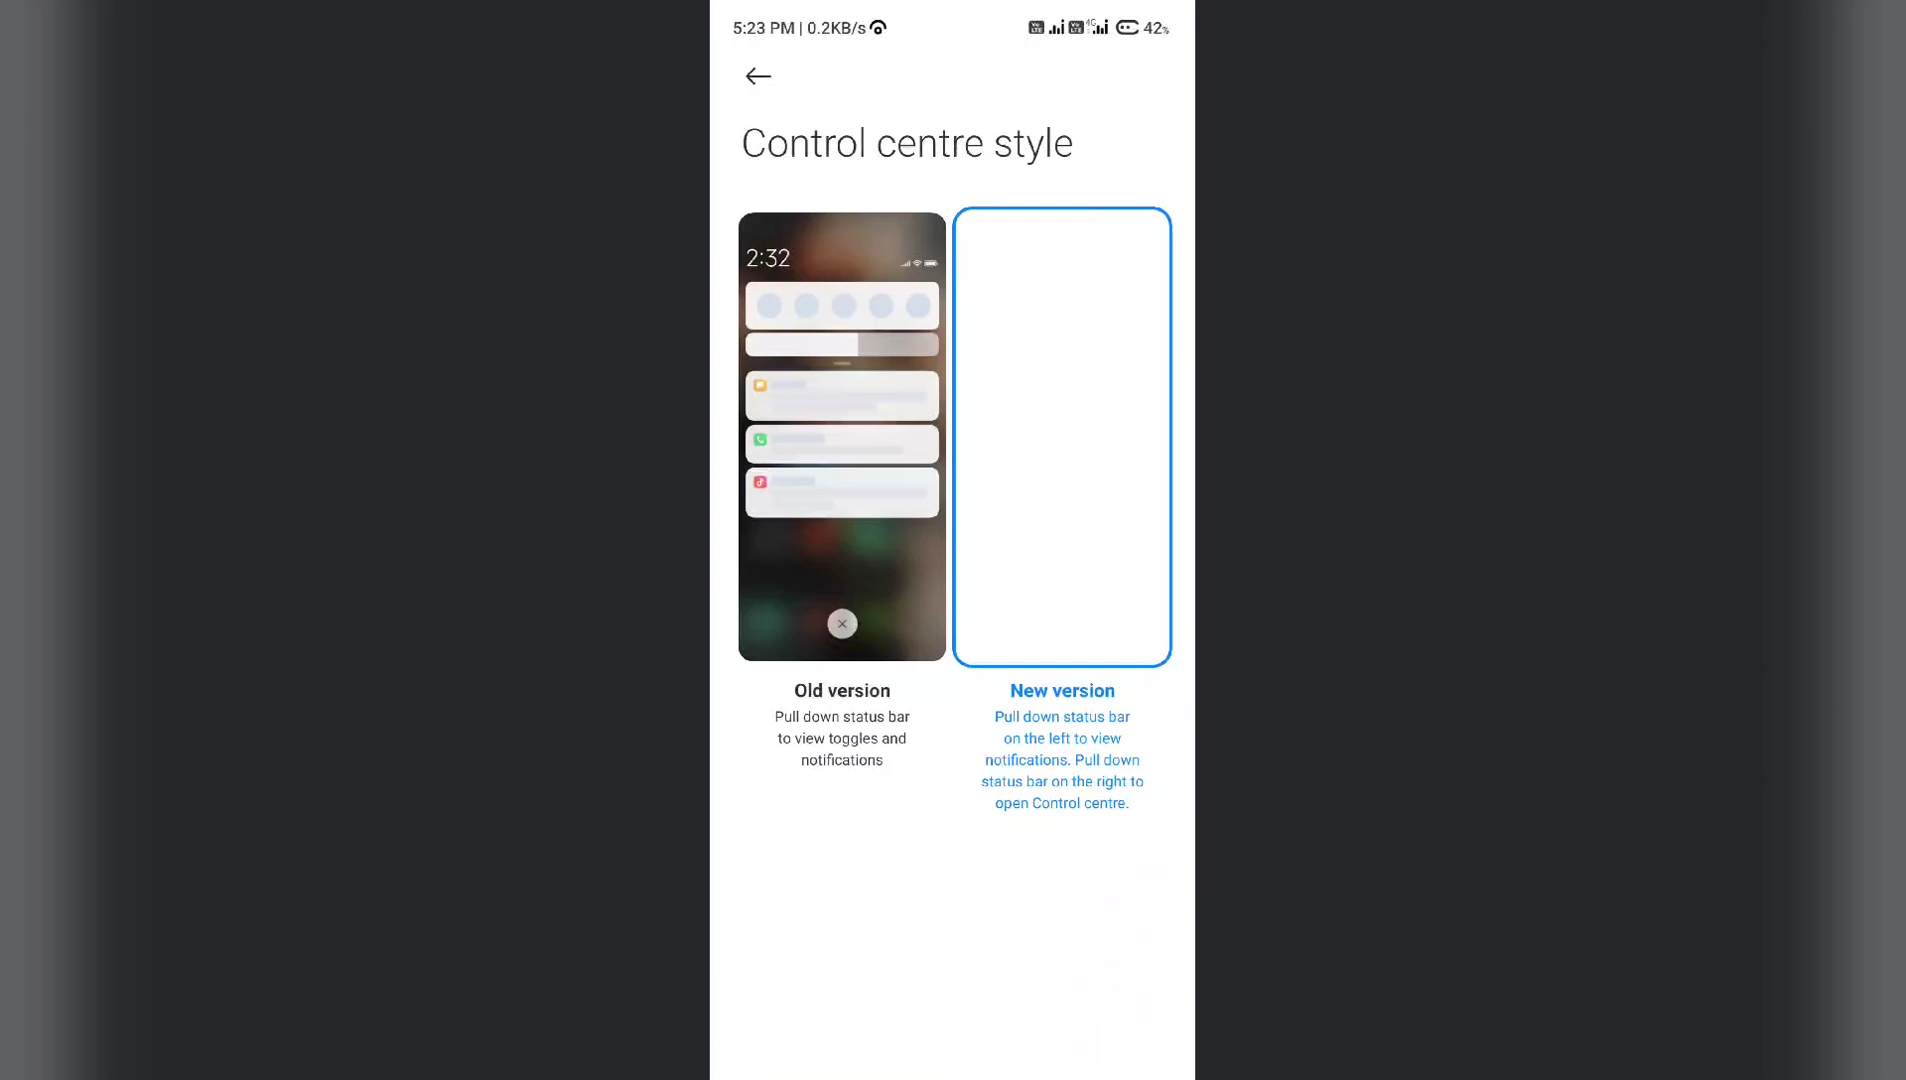 5:23 PM | 0.2KB/s
4G
42%
Control centre style
2:32
Old version
Pull down status bar
to view toggles and
notifications
New version
Pull down status bar
on the left to view
notifications. Pull down
status bar on the right to
open Control centre.